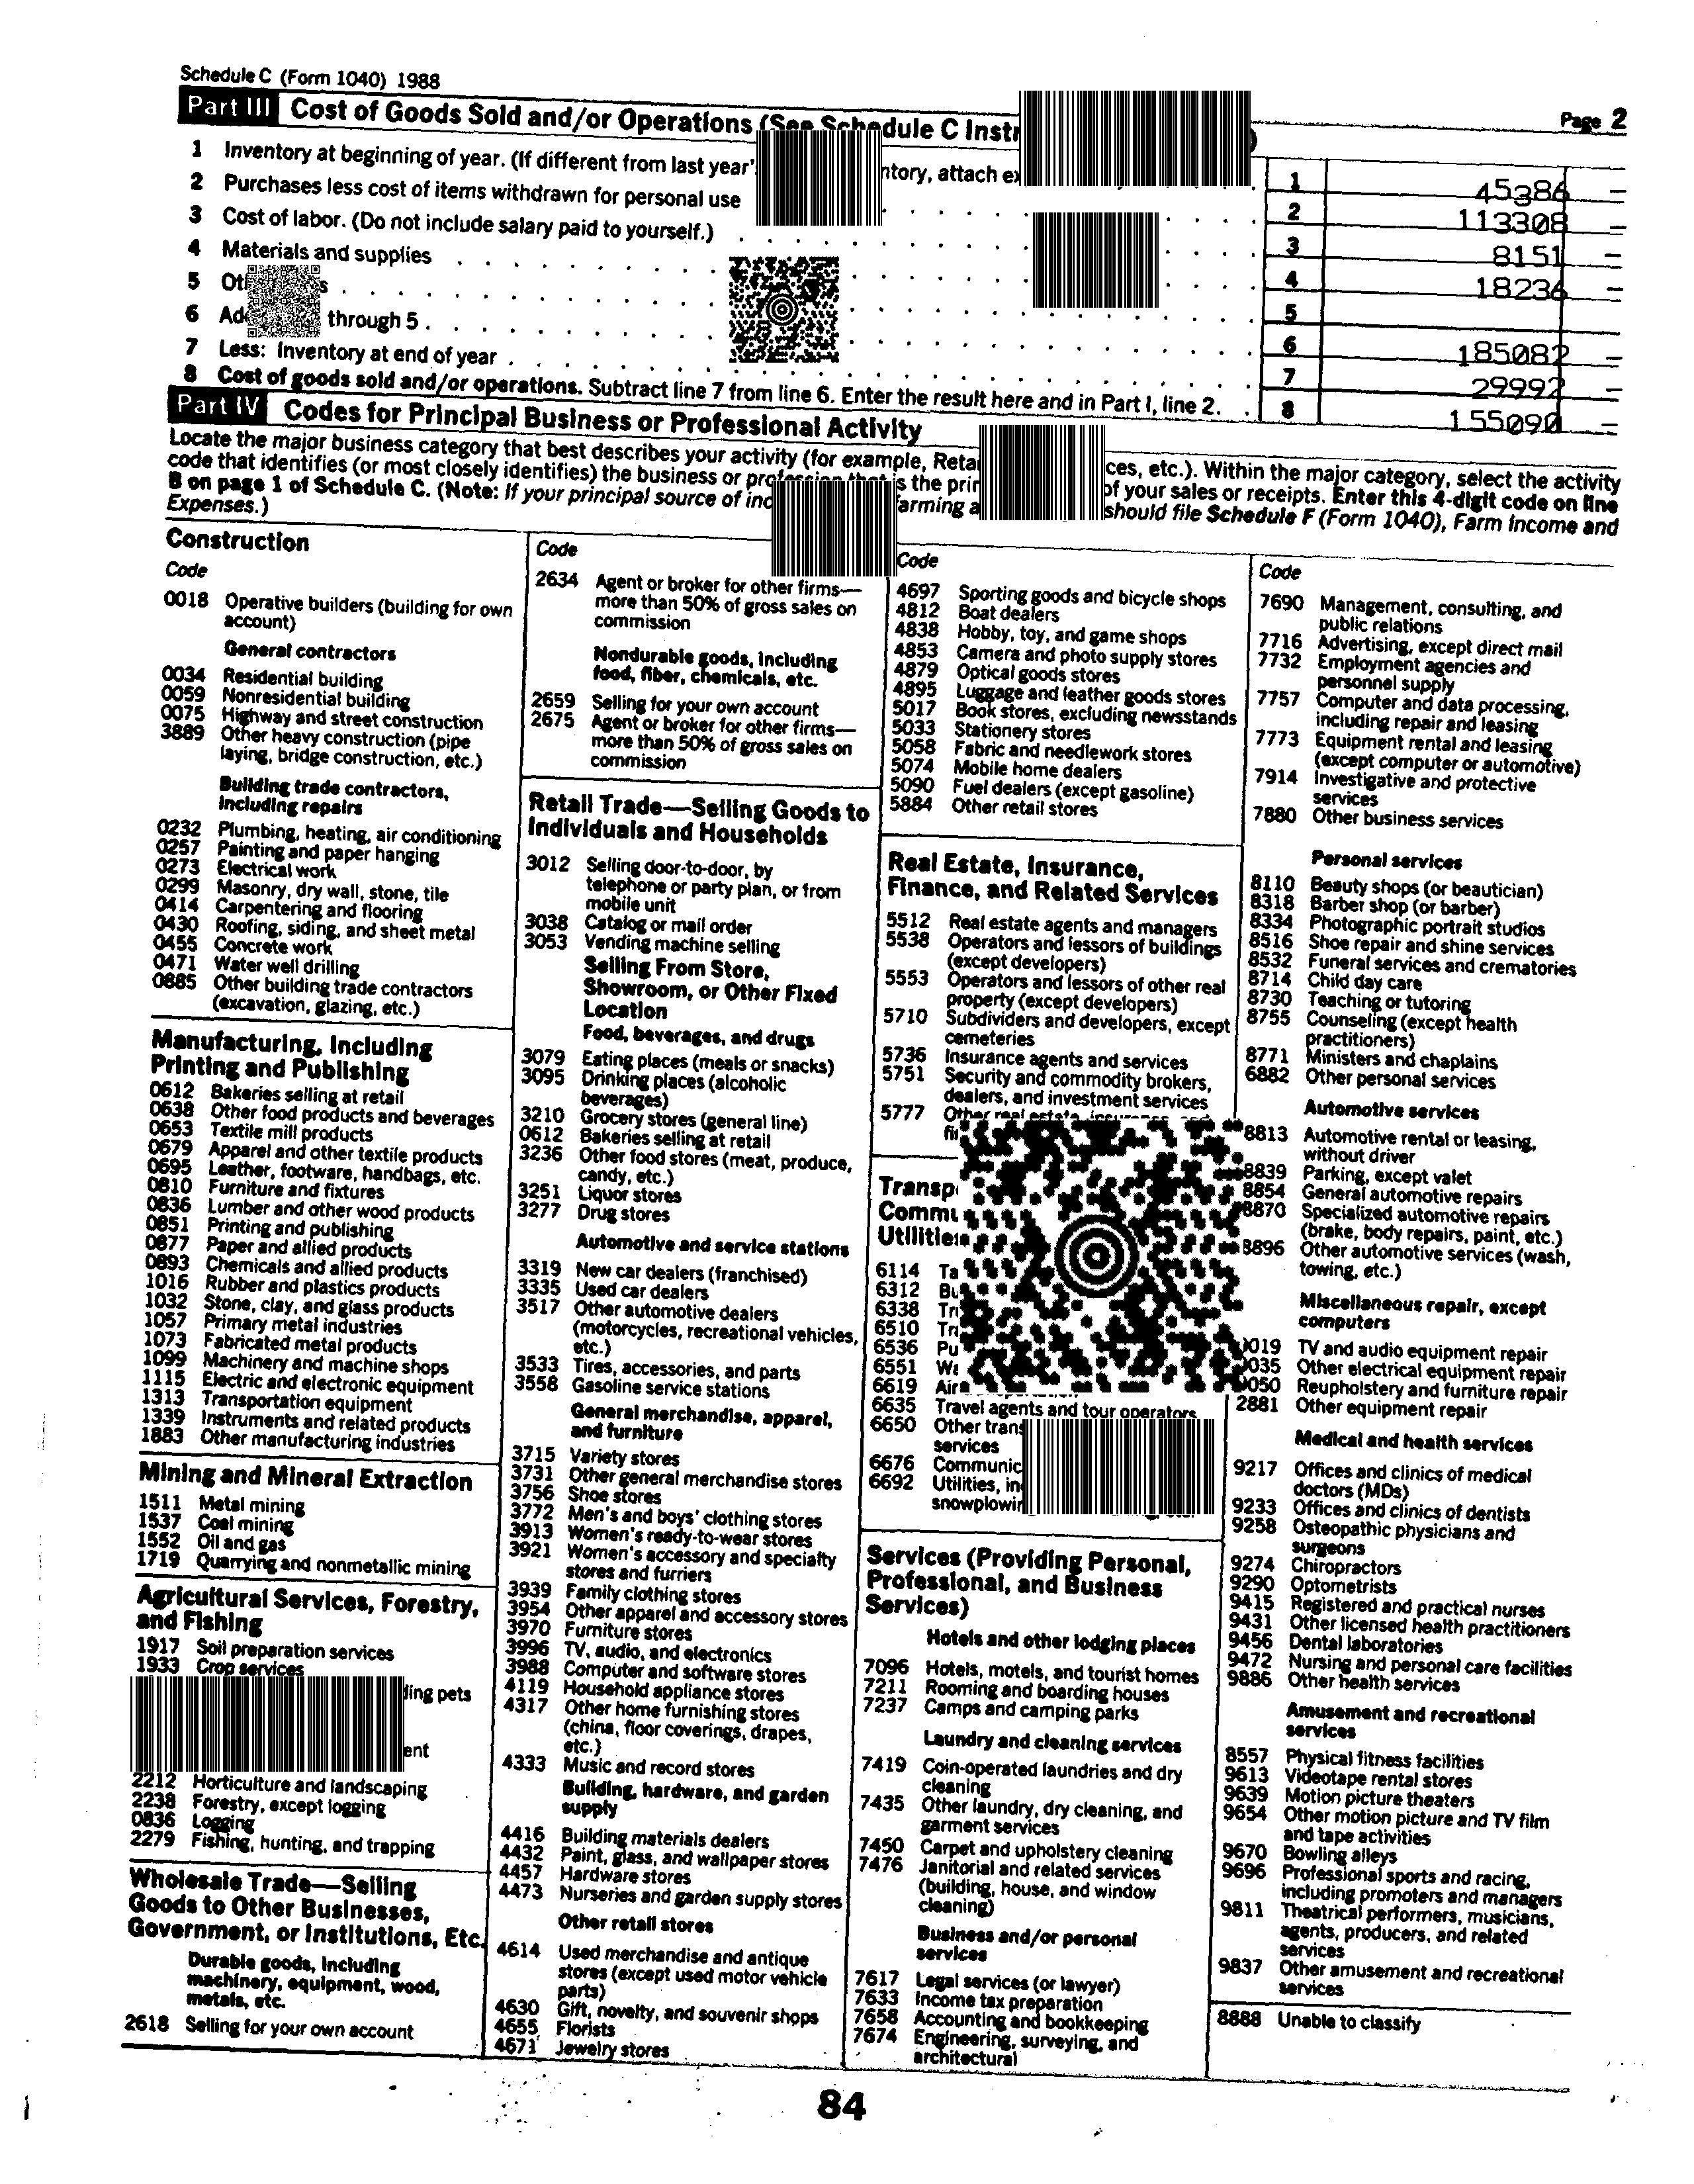 Schedule C (Form 1040) 1988
Page 2
Part III Cost of Goods Sold and/or Operations (See Schedule C Instr
1 Inventory at beginning of year. (If different from last year' ntory, attach ex 1 45386 —
2 Purchases less cost of items withdrawn for personal use 2 113308 —
3 Cost of labor. (Do not include salary paid to yourself.) 3 8151 —
4 Materials and supplies 4 18236 —
5 5
6 through 5 6 185082 —
7 Less: Inventory at end of year 7 29992 —
8 Cost of goods sold and/or operations. Subtract line 7 from line 6. Enter the result here and in Part I, line 2. 8 155090 —
Part IV Codes for Principal Business or Professional Activity
Locate the major business category that best describes your activity (for example, Retai ces, etc.). Within the major category, select the activity
code that identifies (or most closely identifies) the business or profession that is the prin of your sales or receipts. Enter this 4-digit code on line
B on page 1 of Schedule C. (Note: If your principal source of inc arming a should file Schedule F (Form 1040), Farm Income and
Expenses.)
Construction
Code
0018 Operative builders (building for own
account)
General contractors
0034 Residential building
0059 Nonresidential building
0075 Highway and street construction
3889 Other heavy construction (pipe
laying, bridge construction, etc.)
Building trade contractors,
including repairs
0232 Plumbing, heating, air conditioning
0257 Painting and paper hanging
0273 Electrical work
0299 Masonry, dry wall, stone, tile
0414 Carpentering and flooring
0430 Roofing, siding, and sheet metal
0455 Concrete work
0471 Water well drilling
0885 Other building trade contractors
(excavation, glazing, etc.)
Manufacturing, Including
Printing and Publishing
0612 Bakeries selling at retail
0638 Other food products and beverages
0653 Textile mill products
0679 Apparel and other textile products
0695 Leather, footware, handbags, etc.
0810 Furniture and fixtures
0836 Lumber and other wood products
0851 Printing and publishing
0877 Paper and allied products
0893 Chemicals and allied products
1016 Rubber and plastics products
1032 Stone, clay, and glass products
1057 Primary metal industries
1073 Fabricated metal products
1099 Machinery and machine shops
1115 Electric and electronic equipment
1313 Transportation equipment
1339 Instruments and related products
1883 Other manufacturing industries
Mining and Mineral Extraction
1511 Metal mining
1537 Coal mining
1552 Oil and gas
1719 Quarrying and nonmetallic mining
Agricultural Services, Forestry,
and Fishing
1917 Soil preparation services
1933 Crop services
ling pets
ent
2212 Horticulture and landscaping
2238 Forestry, except logging
0836 Logging
2279 Fishing, hunting, and trapping
Wholesale Trade—Selling
Goods to Other Businesses,
Government, or Institutions, Etc.
Durable goods, including
machinery, equipment, wood,
metals, etc.
2618 Selling for your own account
Code
2634 Agent or broker for other firms—
more than 50% of gross sales on
commission
Nondurable goods, including
food, fiber, chemicals, etc.
2659 Selling for your own account
2675 Agent or broker for other firms—
more than 50% of gross sales on
commission
Retail Trade—Selling Goods to
Individuals and Households
3012 Selling door-to-door, by
telephone or party plan, or from
mobile unit
3038 Catalog or mail order
3053 Vending machine selling
Selling From Store,
Showroom, or Other Fixed
Location
Food, beverages, and drugs
3079 Eating places (meals or snacks)
3095 Drinking places (alcoholic
beverages)
3210 Grocery stores (general line)
0612 Bakeries selling at retail
3236 Other food stores (meat, produce,
candy, etc.)
3251 Liquor stores
3277 Drug stores
Automotive and service stations
3319 New car dealers (franchised)
3335 Used car dealers
3517 Other automotive dealers
(motorcycles, recreational vehicles,
etc.)
3533 Tires, accessories, and parts
3558 Gasoline service stations
General merchandise, apparel,
and furniture
3715 Variety stores
3731 Other general merchandise stores
3756 Shoe stores
3772 Men's and boys' clothing stores
3913 Women's ready-to-wear stores
3921 Women's accessory and specialty
stores and furriers
3939 Family clothing stores
3954 Other apparel and accessory stores
3970 Furniture stores
3996 TV, audio, and electronics
3988 Computer and software stores
4119 Household appliance stores
4317 Other home furnishing stores
(china, floor coverings, drapes,
etc.)
4333 Music and record stores
Building, hardware, and garden
supply
4416 Building materials dealers
4432 Paint, glass, and wallpaper stores
4457 Hardware stores
4473 Nurseries and garden supply stores
Other retail stores
4614 Used merchandise and antique
stores (except used motor vehicle
parts)
4630 Gift, novelty, and souvenir shops
4655 Florists
4671 Jewelry stores
Code
4697 Sporting goods and bicycle shops
4812 Boat dealers
4838 Hobby, toy, and game shops
4853 Camera and photo supply stores
4879 Optical goods stores
4895 Luggage and leather goods stores
5017 Book stores, excluding newsstands
5033 Stationery stores
5058 Fabric and needlework stores
5074 Mobile home dealers
5090 Fuel dealers (except gasoline)
5884 Other retail stores
Real Estate, Insurance,
Finance, and Related Services
5512 Real estate agents and managers
5538 Operators and lessors of buildings
(except developers)
5553 Operators and lessors of other real
property (except developers)
5710 Subdividers and developers, except
cemeteries
5736 Insurance agents and services
5751 Security and commodity brokers,
dealers, and investment services
5777 Other real estate, insurance, and
Transp
Commu
Utilities
6114 Ta
6312 Bu
6338 Tr
6510 Tra
6536 Pu
6551 Wa
6619 Air
6635 Travel agents and tour operators
6650 Other trans
services
6676 Communic
6692 Utilities, in
snowplowin
Services (Providing Personal,
Professional, and Business
Services)
Hotels and other lodging places
7096 Hotels, motels, and tourist homes
7211 Rooming and boarding houses
7237 Camps and camping parks
Laundry and cleaning services
7419 Coin-operated laundries and dry
cleaning
7435 Other laundry, dry cleaning, and
garment services
7450 Carpet and upholstery cleaning
7476 Janitorial and related services
(building, house, and window
cleaning)
Business and/or personal
services
7617 Legal services (or lawyer)
7633 Income tax preparation
7658 Accounting and bookkeeping
7674 Engineering, surveying, and
architectural
Code
7690 Management, consulting, and
public relations
7716 Advertising, except direct mail
7732 Employment agencies and
personnel supply
7757 Computer and data processing,
including repair and leasing
7773 Equipment rental and leasing
(except computer or automotive)
7914 Investigative and protective
services
7880 Other business services
Personal services
8110 Beauty shops (or beautician)
8318 Barber shop (or barber)
8334 Photographic portrait studios
8516 Shoe repair and shine services
8532 Funeral services and crematories
8714 Child day care
8730 Teaching or tutoring
8755 Counseling (except health
practitioners)
8771 Ministers and chaplains
6882 Other personal services
Automotive services
8813 Automotive rental or leasing,
without driver
8839 Parking, except valet
8854 General automotive repairs
8870 Specialized automotive repairs
(brake, body repairs, paint, etc.)
8896 Other automotive services (wash,
towing, etc.)
Miscellaneous repair, except
computers
019 TV and audio equipment repair
035 Other electrical equipment repair
050 Reupholstery and furniture repair
2881 Other equipment repair
Medical and health services
9217 Offices and clinics of medical
doctors (MDs)
9233 Offices and clinics of dentists
9258 Osteopathic physicians and
surgeons
9274 Chiropractors
9290 Optometrists
9415 Registered and practical nurses
9431 Other licensed health practitioners
9456 Dental laboratories
9472 Nursing and personal care facilities
9886 Other health services
Amusement and recreational
services
8557 Physical fitness facilities
9613 Videotape rental stores
9639 Motion picture theaters
9654 Other motion picture and TV film
and tape activities
9670 Bowling alleys
9696 Professional sports and racing,
including promoters and managers
9811 Theatrical performers, musicians,
agents, producers, and related
services
9837 Other amusement and recreational
services
8888 Unable to classify
84